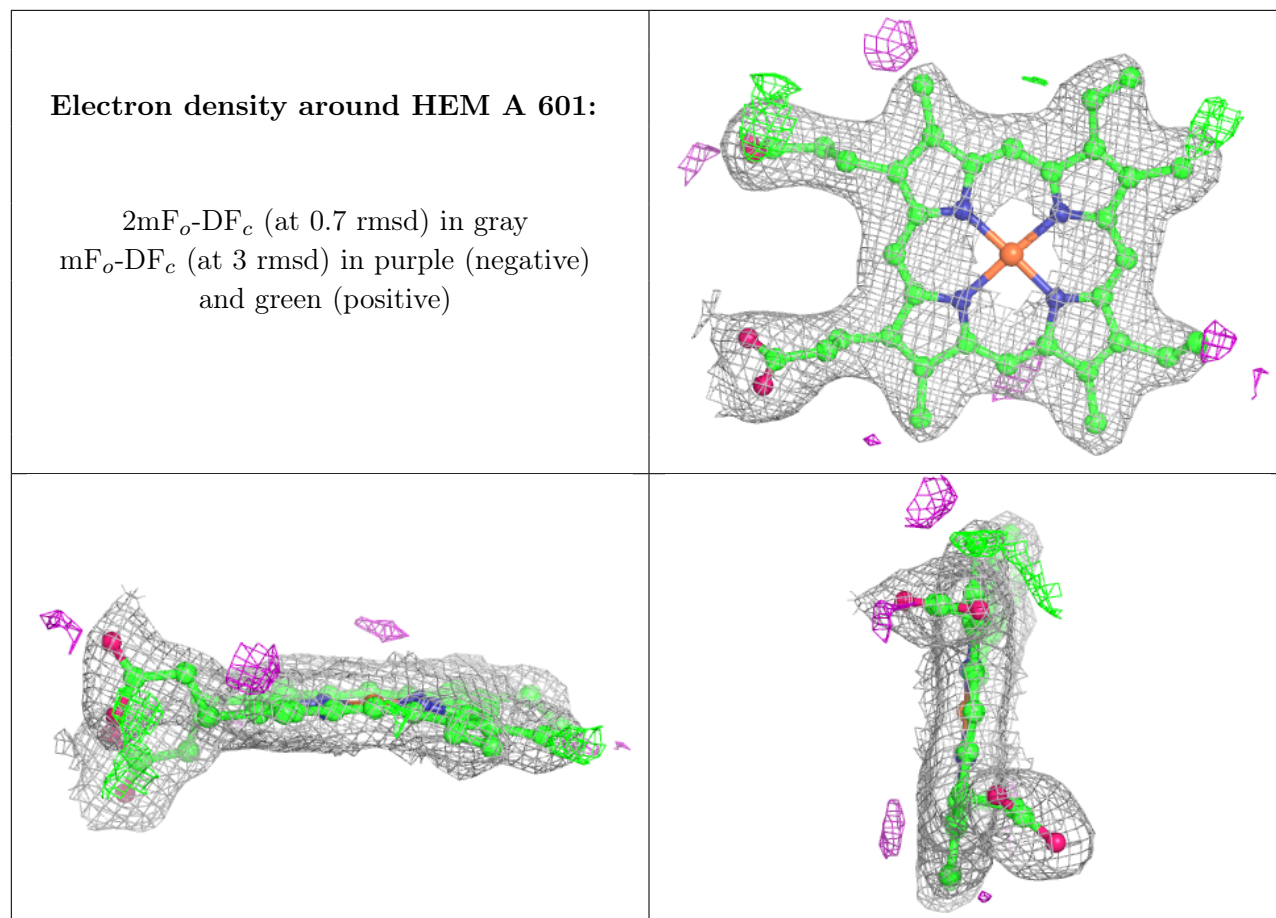 Electron density around HEM A 601:
2mFo-DFc (at 0.7 rmsd) in gray
mFo-DFc (at 3 rmsd) in purple (negative)
and green (positive)